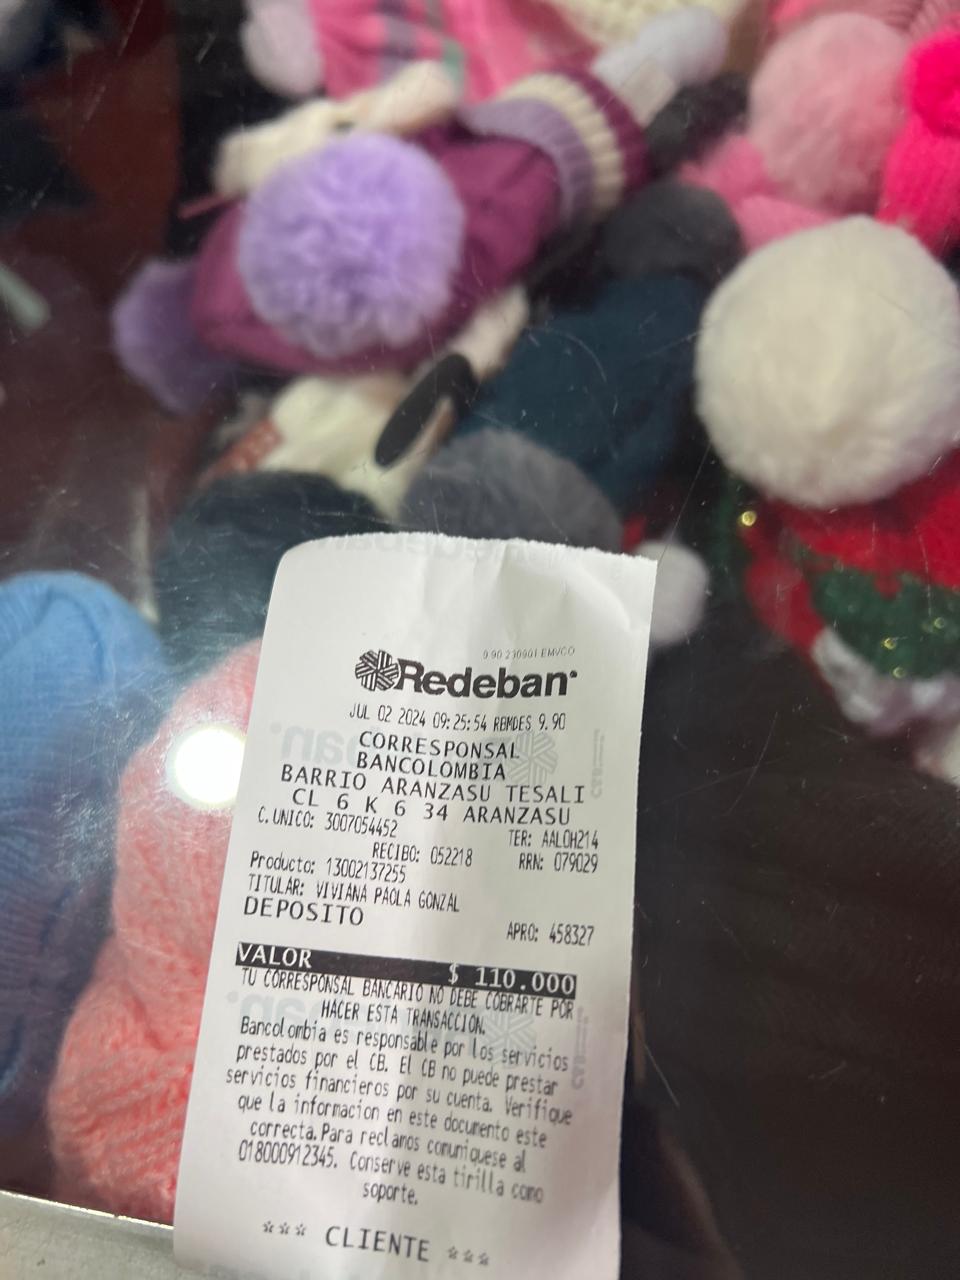 9.90 230901 EMVCO
Redeban
JUL 02 2024 09:25:54 RBMDES 9.90
CORRESPONSAL
BANCOLOMBIA
BARRIO ARANZASU TESALI
CL 6 K 6 34 ARANZASU
C. UNICO: 3007054452 TER: AALOH214
RECIBO: 052218 RRN: 079029
Producto: 13002137255
TITULAR: VIVIANA PAOLA GONZAL
DEPOSITO APRO: 458327
VALOR $ 110.000
TU CORRESPONSAL BANCARIO NO DEBE COBRARTE POR
HACER ESTA TRANSACCION.
Bancolombia es responsable por los servicios
prestados por el CB. El CB no puede prestar
servicios financieros por su cuenta. Verifique
que la informacion en este documento este
correcta. Para reclamos comuniquese al
018000912345. Conserve esta tirilla como
soporte.
*** CLIENTE ***